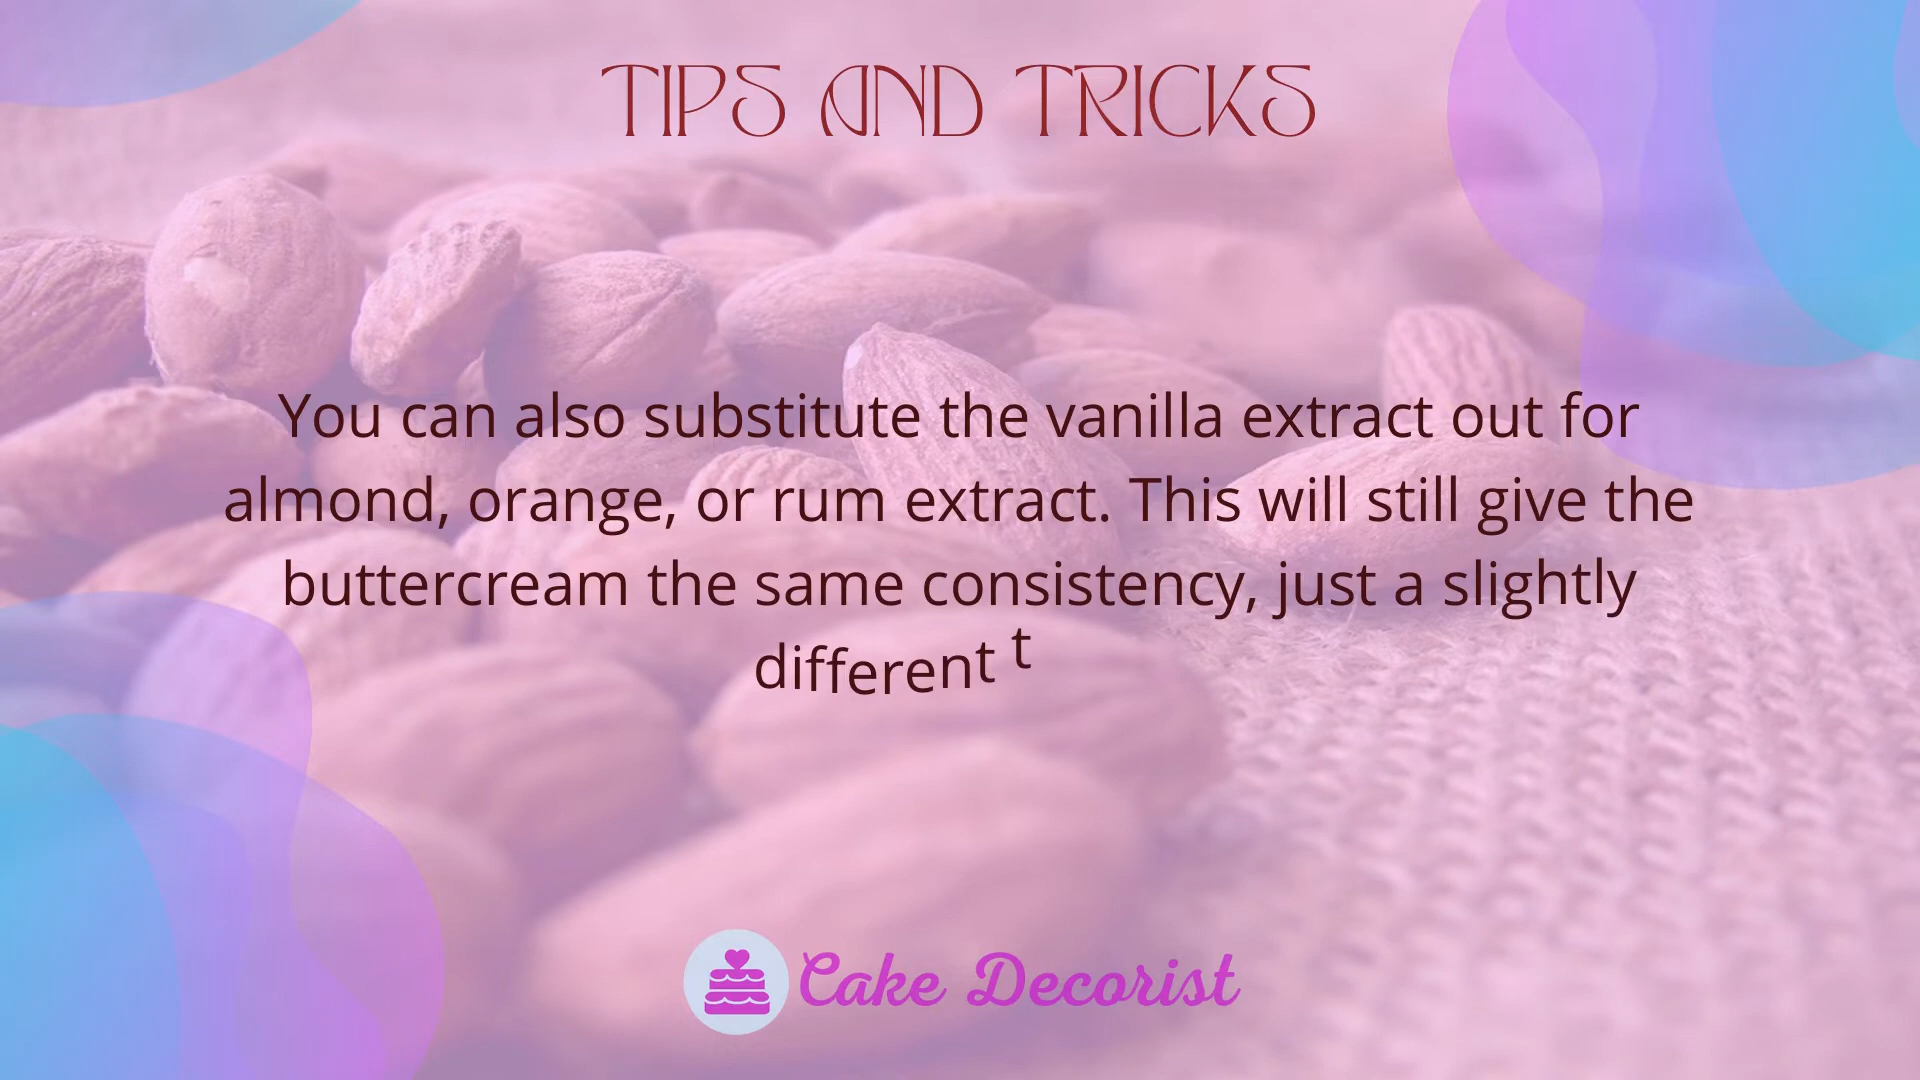 TIPS AND TRICKS
You can also substitute the vanilla extract out for
almond, orange, or rum extract. This will still give the
buttercream the same consistency, just a slightly
different t
Cake Decorist